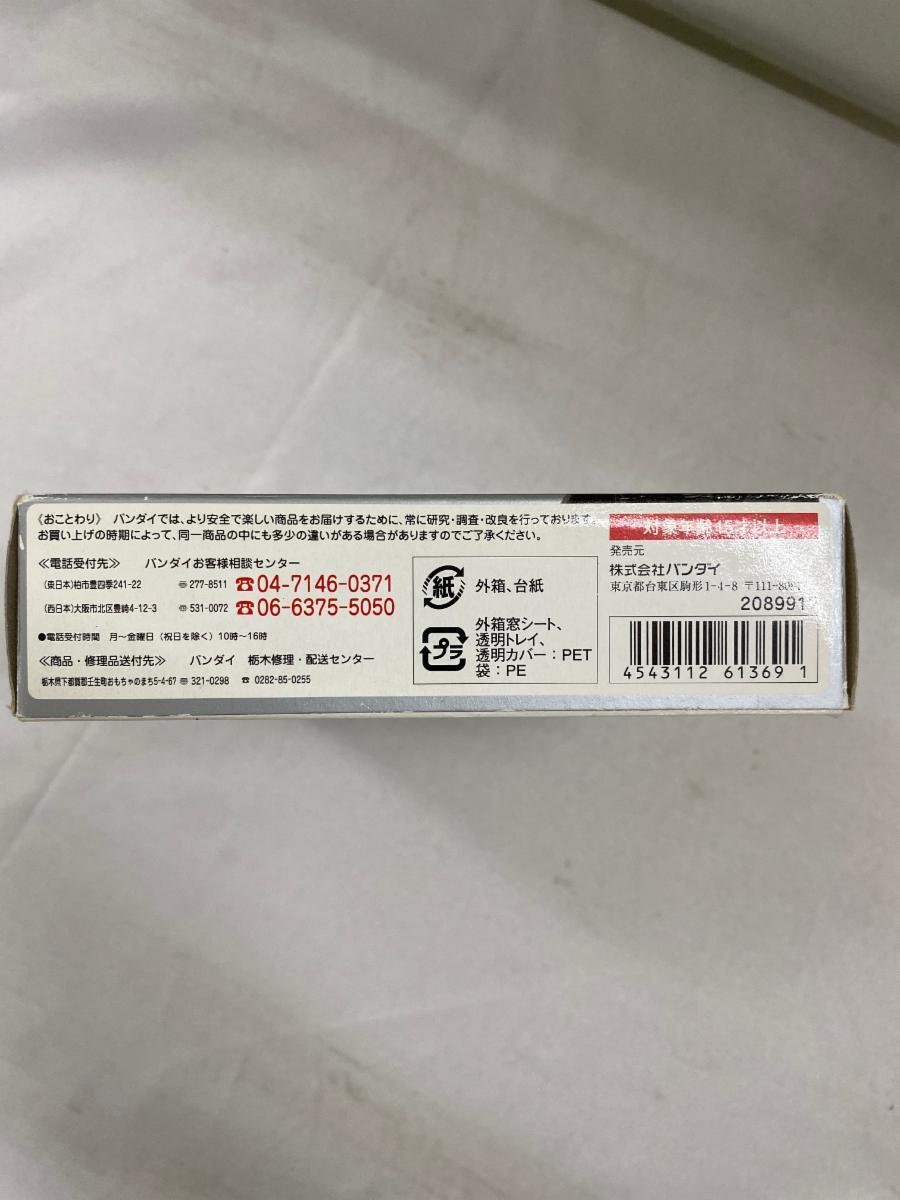 《おことわり》 バンダイでは、より安全で楽しい商品をお届けするために、常に研究・調査・改良を行っております。
お買い上げの時期によって、同一商品の中にも多少の違いがある場合がありますのでご了承ください。
≪電話受付先≫ バンダイお客様相談センター
(東日本)柏市豊四季241-22 〠277-8511 ☎04-7146-0371
(西日本)大阪市北区豊崎4-12-3 〠531-0072 ☎06-6375-5050
●電話受付時間 月〜金曜日(祝日を除く)10時〜16時
≪商品・修理品送付先≫ バンダイ 栃木修理・配送センター
栃木県下都賀郡壬生町おもちゃのまち5-4-67 〠321-0298 ☎0282-85-0255
紙 外箱、台紙
プラ 外箱窓シート、
透明トレイ、
透明カバー：PET
袋：PE
対象年齢15才以上
発売元
株式会社バンダイ
東京都台東区駒形1-4-8 〒111-8081
208991
4543112 61369 1